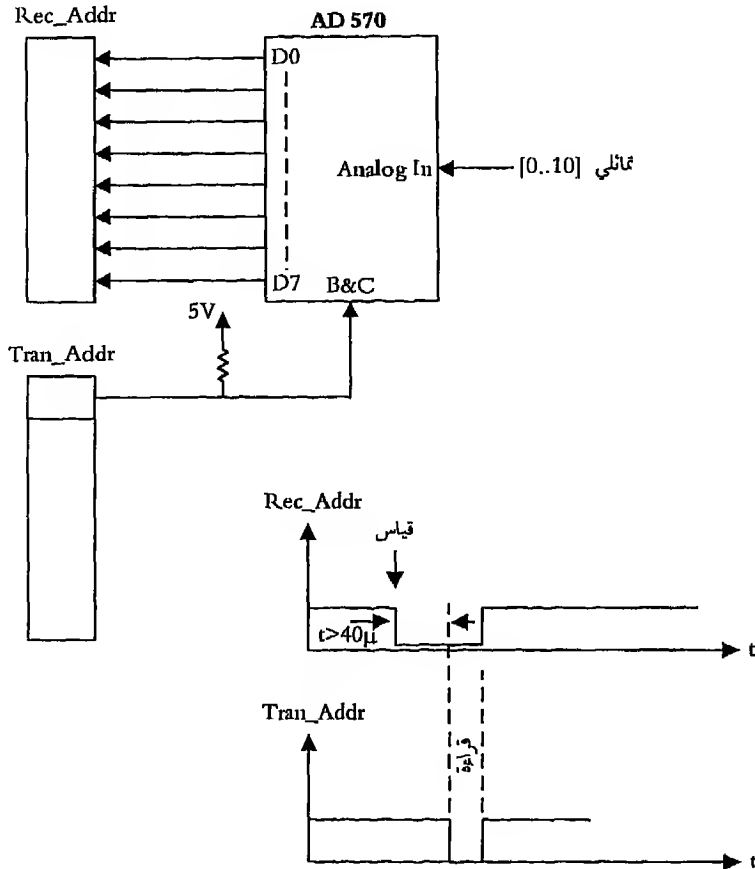 Rec_Addr
AD 570
D0
Analog In
[0..10] تماثلي
D7
B&C
5V
Tran_Addr
Rec_Addr
قياس
t>40µ
t
Tran_Addr
قراءة
t